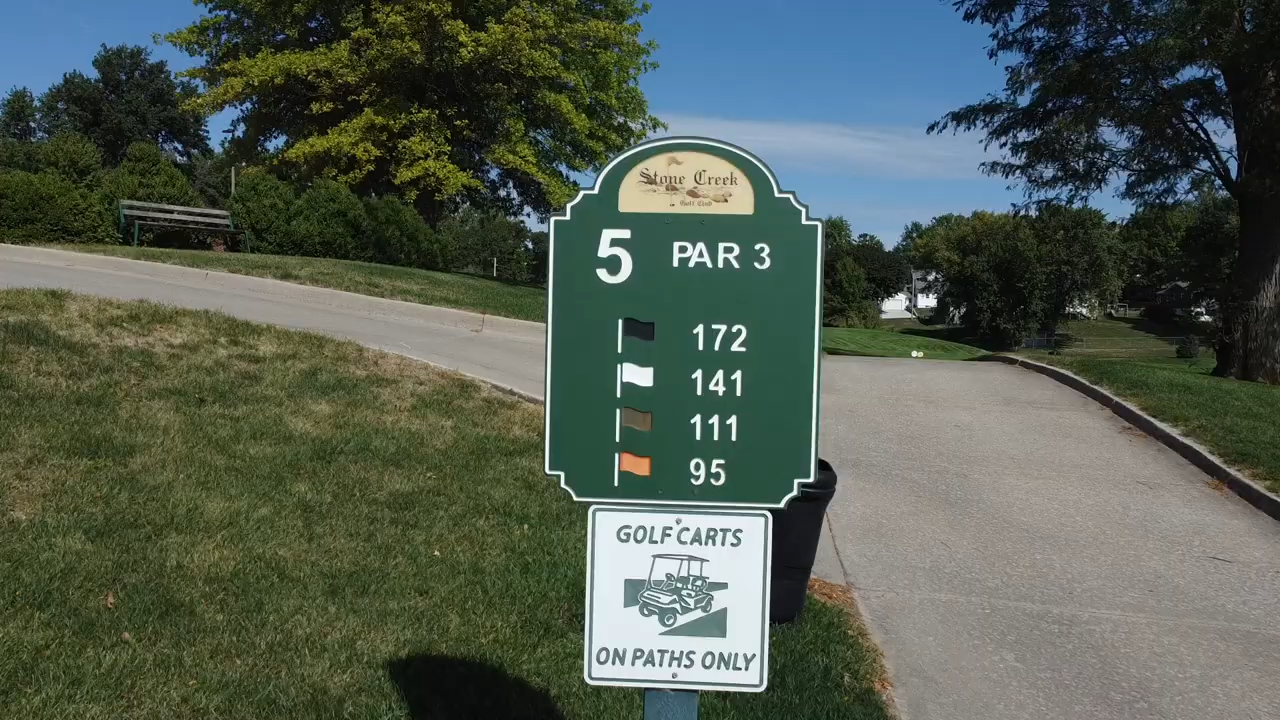 Stone Creek
Golf Club
5 PAR 3
172
141
111
95
GOLF CARTS
ON PATHS ONLY